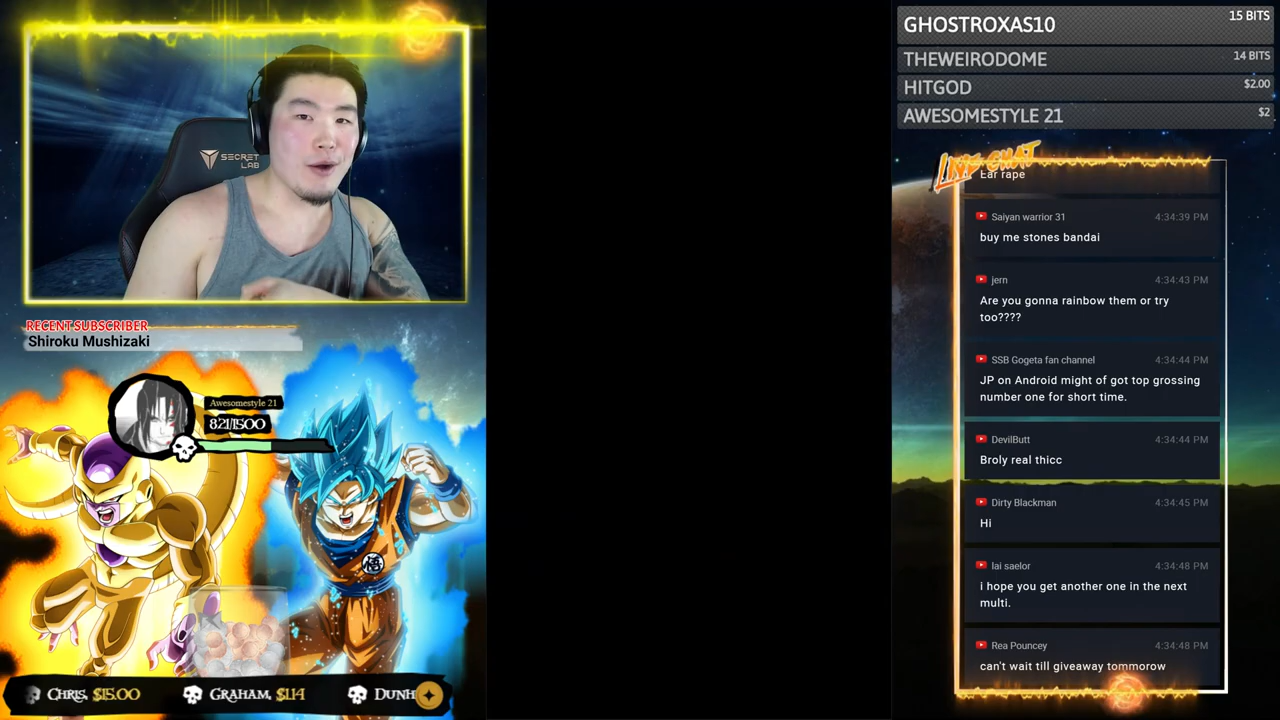 SECRET
LAB
RECENT SUBSCRIBER
Shiroku Mushizaki
Awesomestyle 21
821/1500
悟
CHRIS, $15.00
GRAHAM, $1.14
DUNH
GHOSTROXAS10
15 BITS
THEWEIRODOME
14 BITS
HITGOD
$2.00
AWESOMESTYLE 21
$2
LIVE CHAT
Ear rape
Saiyan warrior 31
4:34:39 PM
buy me stones bandai
jern
4:34:43 PM
Are you gonna rainbow them or try
too????
SSB Gogeta fan channel
4:34:44 PM
JP on Android might of got top grossing
number one for short time.
DevilButt
4:34:44 PM
Broly real thicc
Dirty Blackman
4:34:45 PM
Hi
lai saelor
4:34:48 PM
i hope you get another one in the next
multi.
Rea Pouncey
4:34:48 PM
can't wait till giveaway tommorow